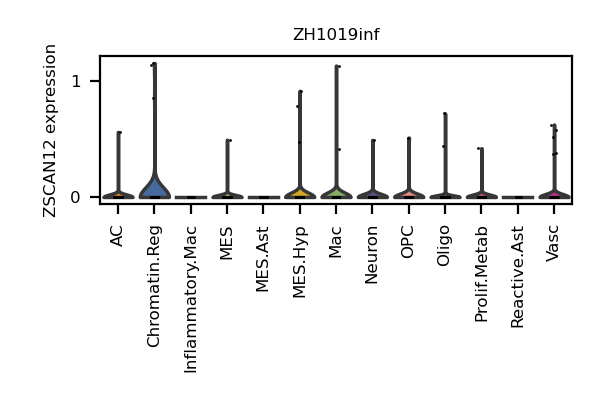 ZH1019inf
ZSCAN12 expression
1
0
AC
Chromatin.Reg
Inflammatory.Mac
MES
MES.Ast
MES.Hyp
Mac
Neuron
OPC
Oligo
Prolif.Metab
Reactive.Ast
Vasc